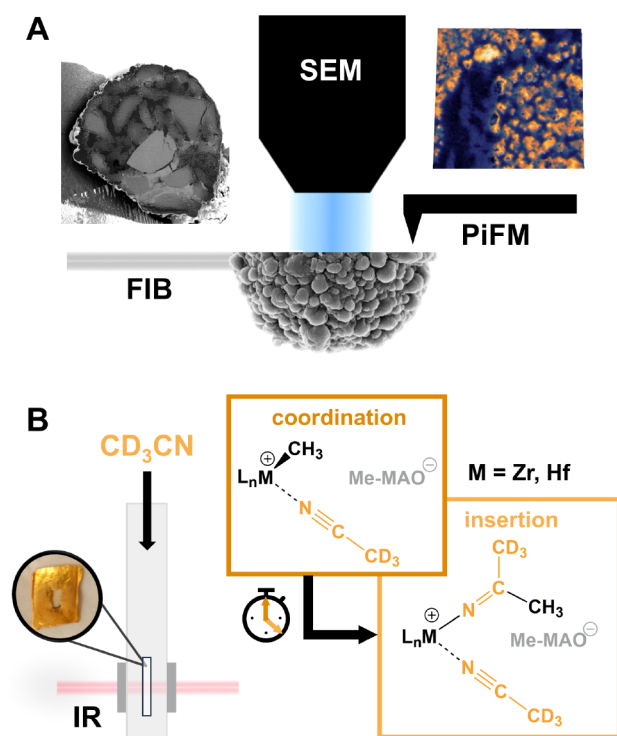 A
SEM
PiFM
FIB
B
CD₃CN
IR
coordination
⊕
CH₃
LₙM
Me-MAO⊖
N
CD₃
M = Zr, Hf
insertion
CD₃
⊕
N
C
CH₃
LₙM
Me-MAO⊖
N
C
CD₃